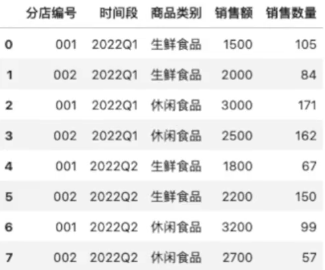 分店编号 时间段 商品类别 销售额 销售数量
0 001 2022Q1 生鲜食品 1500 105
1 002 2022Q1 生鲜食品 2000 84
2 001 2022Q1 休闲食品 3000 171
3 002 2022Q1 休闲食品 2500 162
4 001 2022Q2 生鲜食品 1800 67
5 002 2022Q2 生鲜食品 2200 150
6 001 2022Q2 休闲食品 3200 99
7 002 2022Q2 休闲食品 2700 57